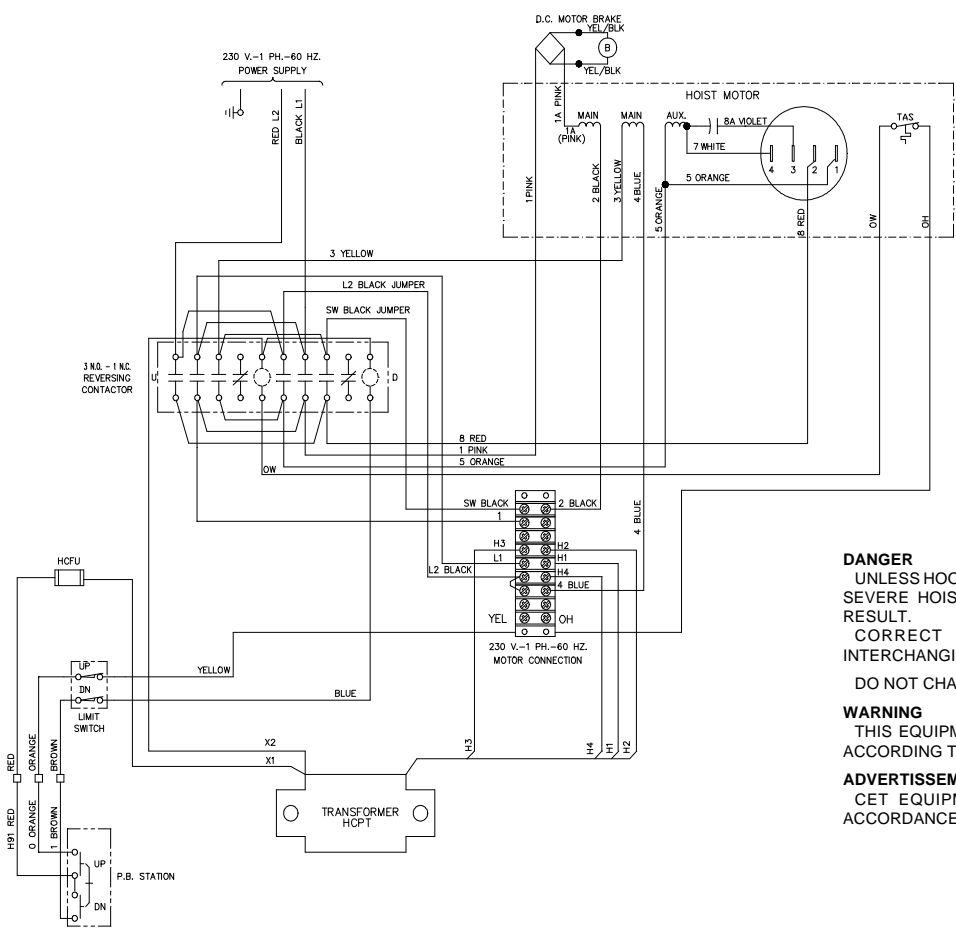 D.C. MOTOR BRAKE
YEL/BLK
B
YEL/BLK
230 V.-1 PH.-60 HZ.
POWER SUPPLY
RED L2
BLACK L1
HOIST MOTOR
1A PINK
1A
(PINK)
MAIN
MAIN
AUX.
8A VIOLET
7 WHITE
4
3
2
1
5 ORANGE
TAS
1 PINK
2 BLACK
3 YELLOW
4 BLUE
5 ORANGE
8 RED
OW
OH
3 YELLOW
L2 BLACK JUMPER
SW BLACK JUMPER
3 N.O. - 1 N.C.
REVERSING
CONTACTOR
U
D
8 RED
1 PINK
5 ORANGE
OW
SW BLACK
2 BLACK
1
4 BLUE
H3
H2
L1
H1
L2 BLACK
H4
4 BLUE
YEL
OH
230 V.-1 PH.-60 HZ.
MOTOR CONNECTION
HCFU
UP
YELLOW
DN
BLUE
LIMIT
SWITCH
X2
X1
H3
H4
H1
H2
RED
ORANGE
BROWN
H91 RED
0 ORANGE
1 BROWN
TRANSFORMER
HCPT
UP
P.B. STATION
DN
DANGER
UNLESS HOO
SEVERE HOIS
RESULT.
CORRECT
INTERCHANGI
DO NOT CHA
WARNING
THIS EQUIPM
ACCORDING T
ADVERTISSEM
CET EQUIPM
ACCORDANCE